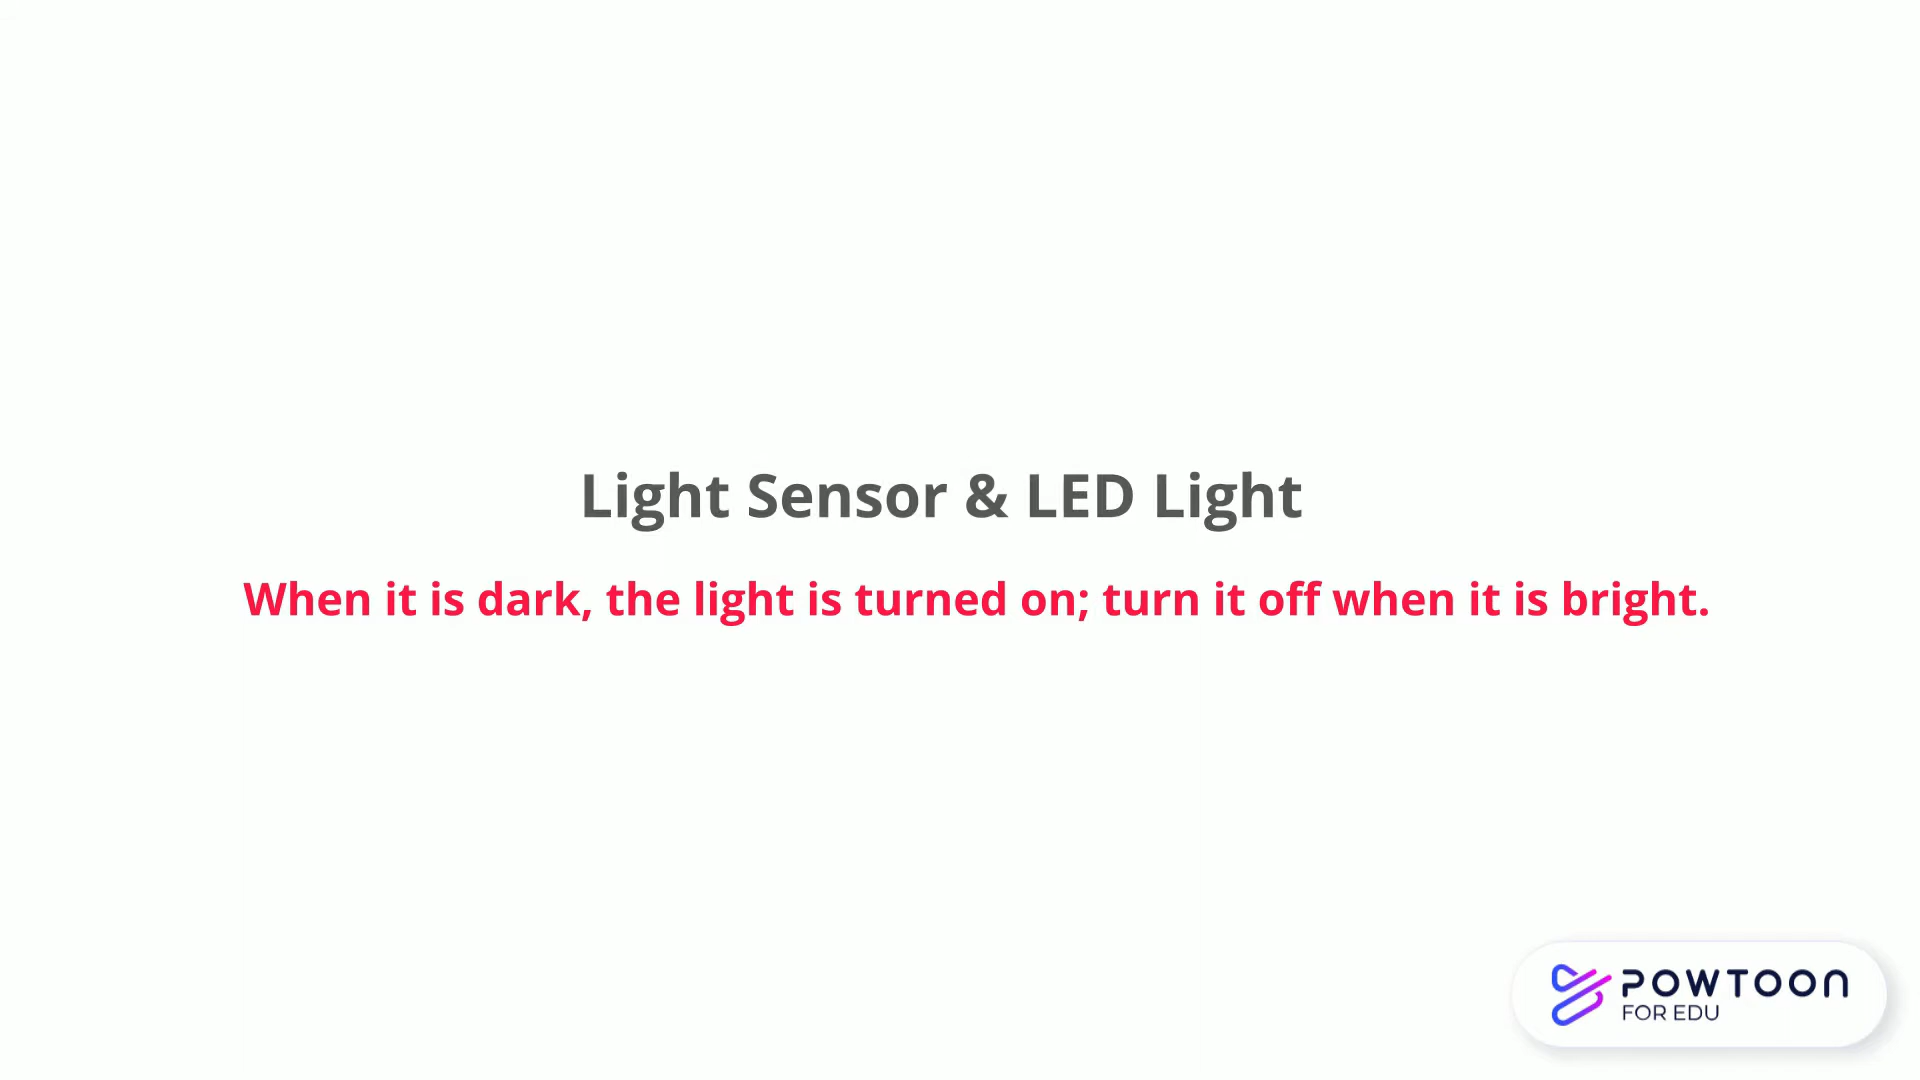 Light Sensor & LED Light
When it is dark, the light is turned on; turn it off when it is bright.
POWTOON
FOR EDU